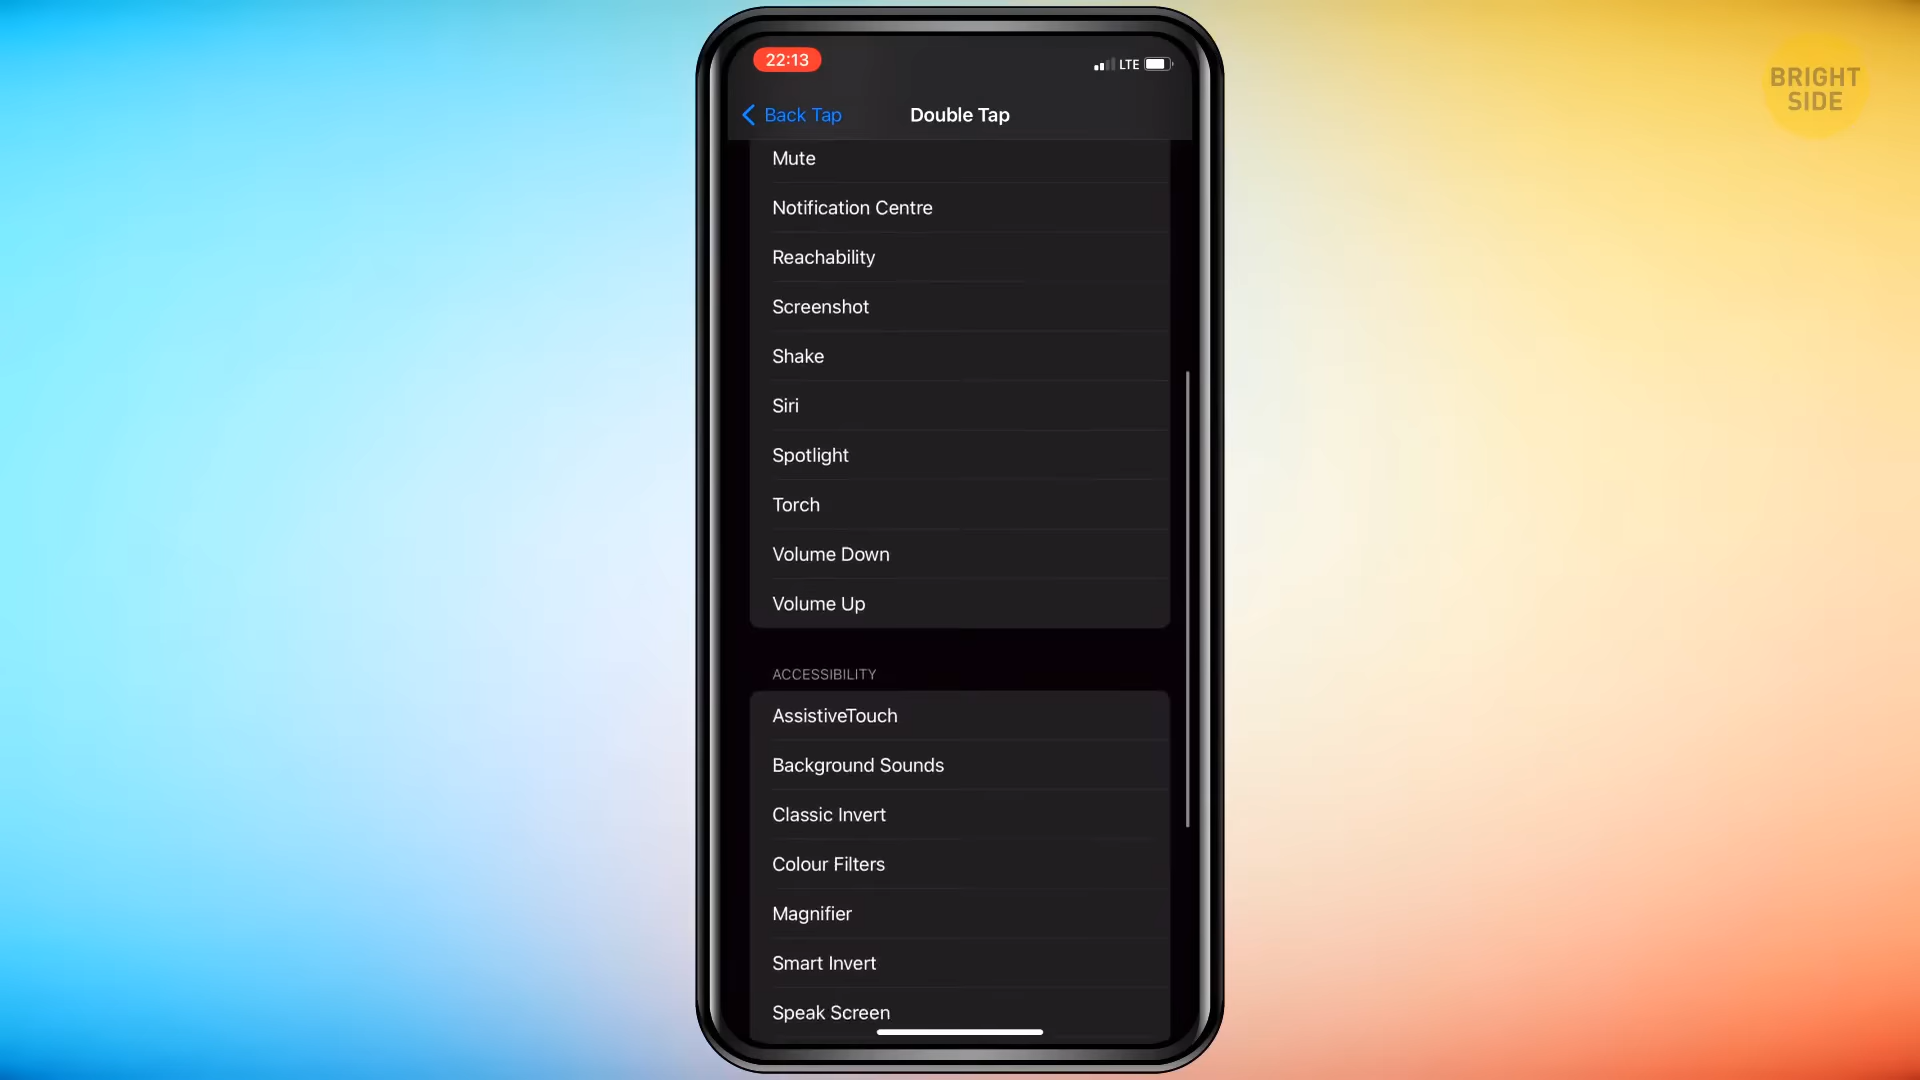 22:13
LTE
BRIGHT
SIDE
Back Tap
Double Tap
Mute
Notification Centre
Reachability
Screenshot
Shake
Siri
Spotlight
Torch
Volume Down
Volume Up
ACCESSIBILITY
AssistiveTouch
Background Sounds
Classic Invert
Colour Filters
Magnifier
Smart Invert
Speak Screen